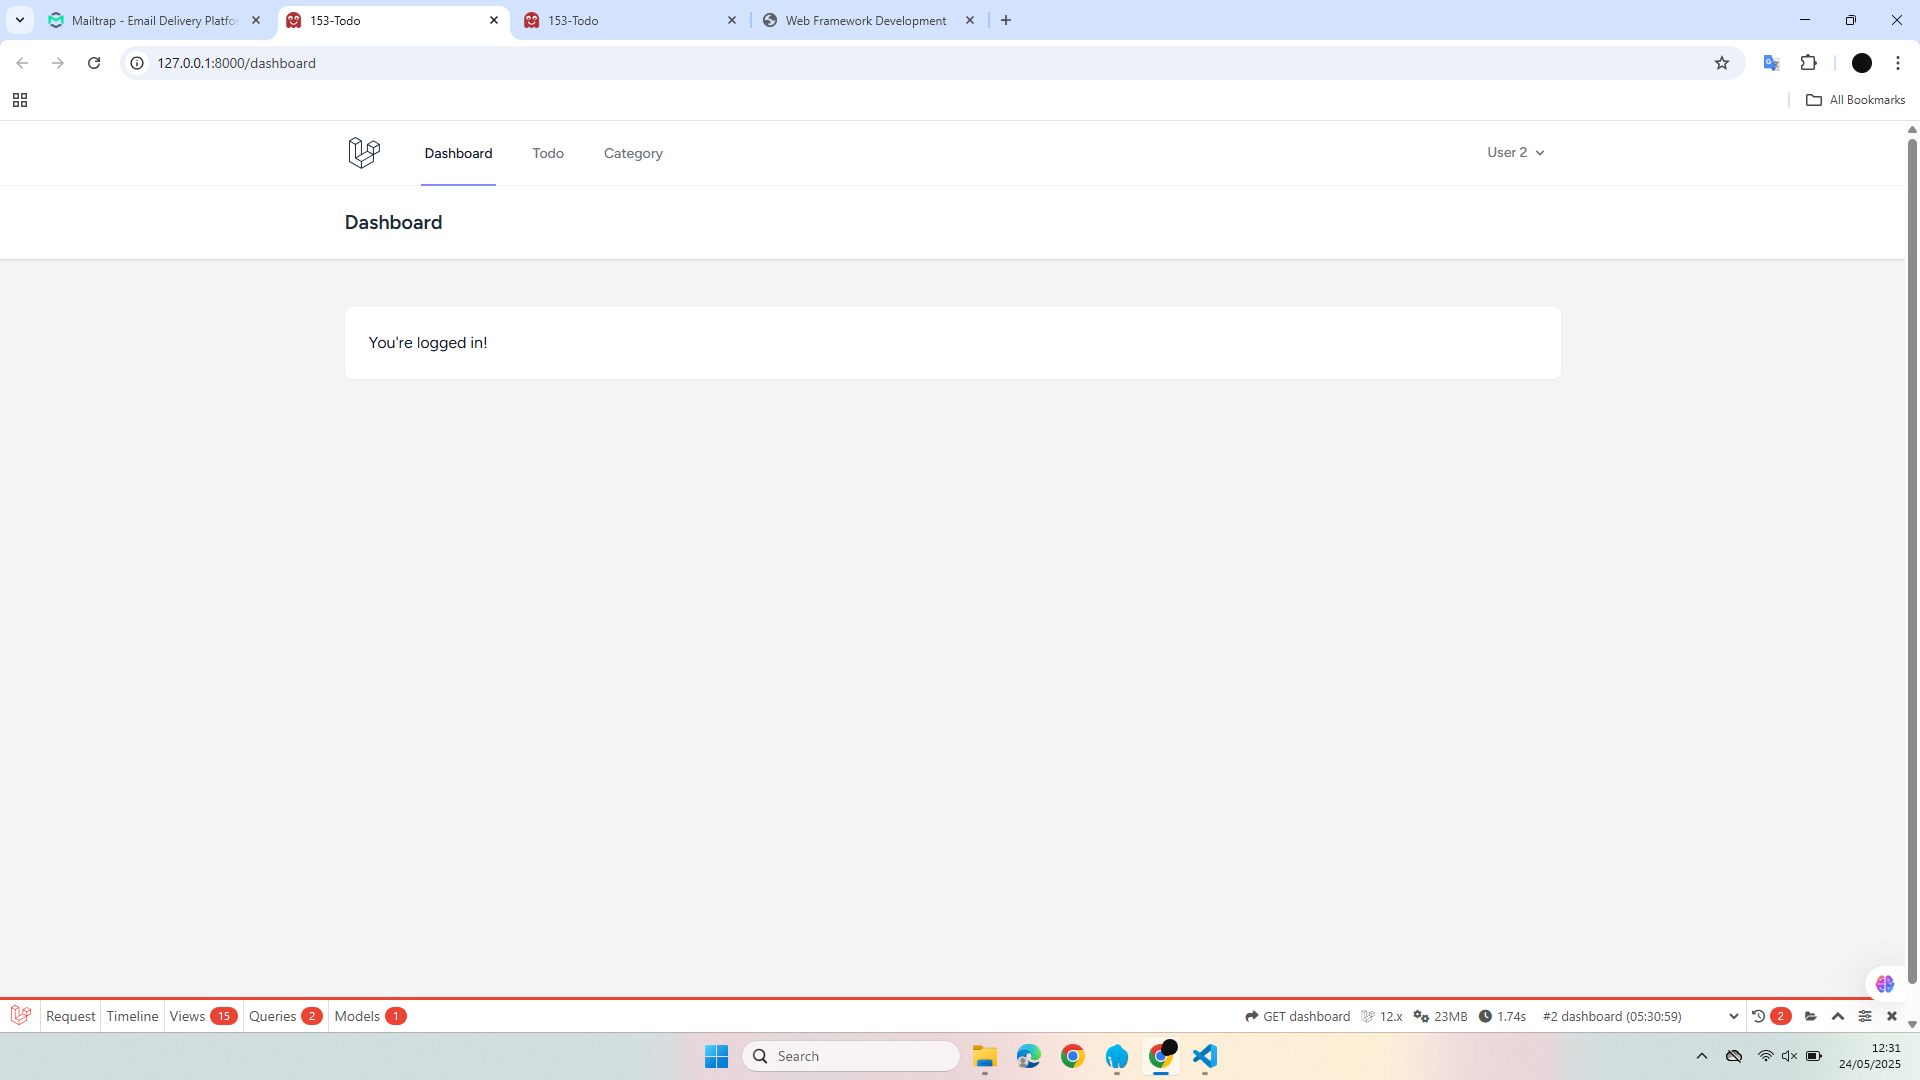 Mailtrap - Email Delivery Platfo
153-Todo
153-Todo
Web Framework Development
127.0.0.1:8000/dashboard
All Bookmarks
Dashboard Todo Category User 2
Dashboard
You're logged in!
Request Timeline Views 15 Queries 2 Models 1 GET dashboard 12.x 23MB 1.74s #2 dashboard (05:30:59) 2
Search
12:31
24/05/2025